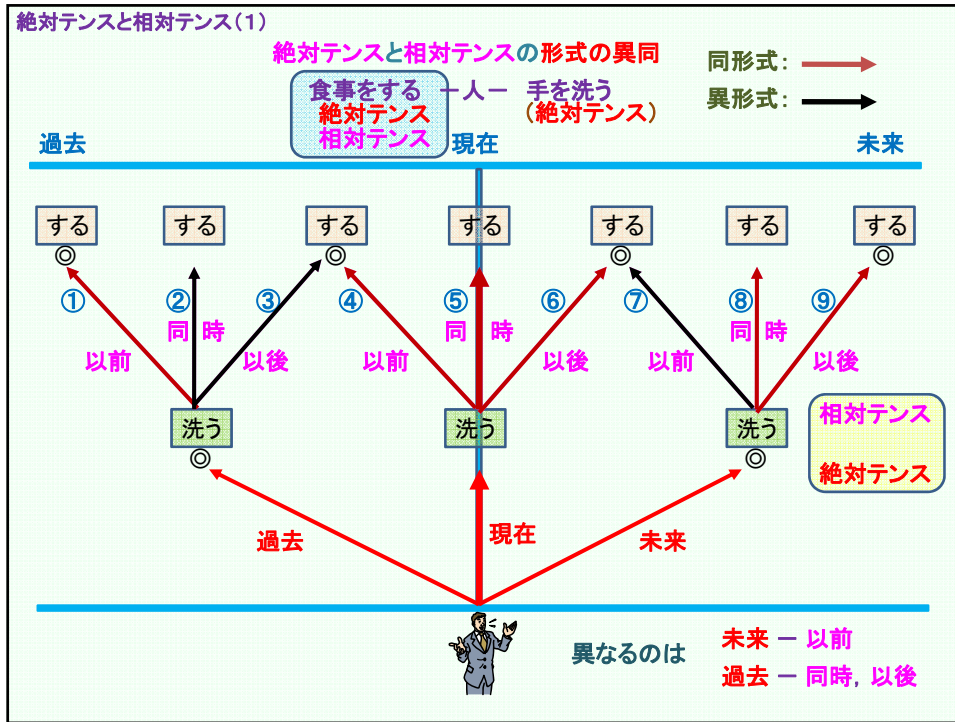 絶対テンスと相対テンス(1)
絶対テンスと相対テンスの形式の異同
同形式:
食事をする －人－ 手を洗う
異形式:
絶対テンス (絶対テンス)
相対テンス
過去 現在 未来
する する する する する する する
◎ ◎ ◎ ◎
① ② ③ ④ ⑤ ⑥ ⑦ ⑧ ⑨
同 時 同 時 同 時
以前 以後 以前 以後 以前 以後
洗う 洗う 洗う
相対テンス
◎ ◎
絶対テンス
過去 現在 未来
異なるのは
未来 － 以前
過去 － 同時, 以後